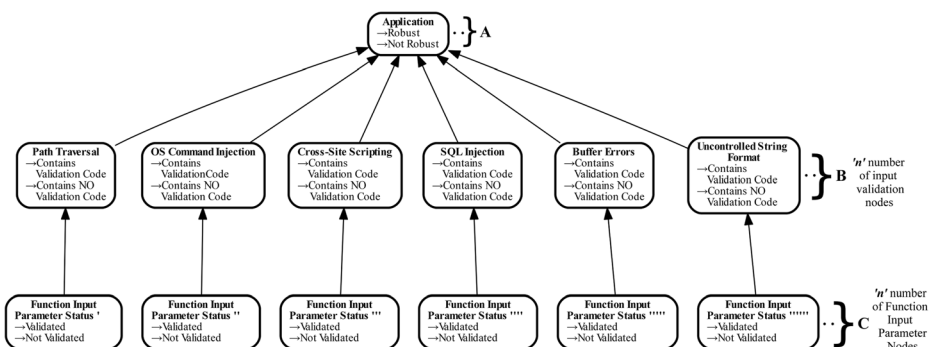 Application
→Robust
→Not Robust
A
Path Traversal
→Contains
Validation Code
→Contains NO
Validation Code
OS Command Injection
→Contains
ValidationCode
→Contains NO
Validation Code
Cross-Site Scripting
→Contains
Validation Code
→Contains NO
Validation Code
SQL Injection
→Contains
Validation Code
→Contains NO
Validation Code
Buffer Errors
→Contains
Validation Code
→Contains NO
Validation Code
Uncontrolled String
Format
→Contains
Validation Code
→Contains NO
Validation Code
B
'n' number
of input
validation
nodes
Function Input
Parameter Status '
→Validated
→Not Validated
Function Input
Parameter Status ''
→Validated
→Not Validated
Function Input
Parameter Status '''
→Validated
→Not Validated
Function Input
Parameter Status ''''
→Validated
→Not Validated
Function Input
Parameter Status '''''
→Validated
→Not Validated
Function Input
Parameter Status ''''''
→Validated
→Not Validated
C
'n' number
of Function
Input
Parameter
Nodes